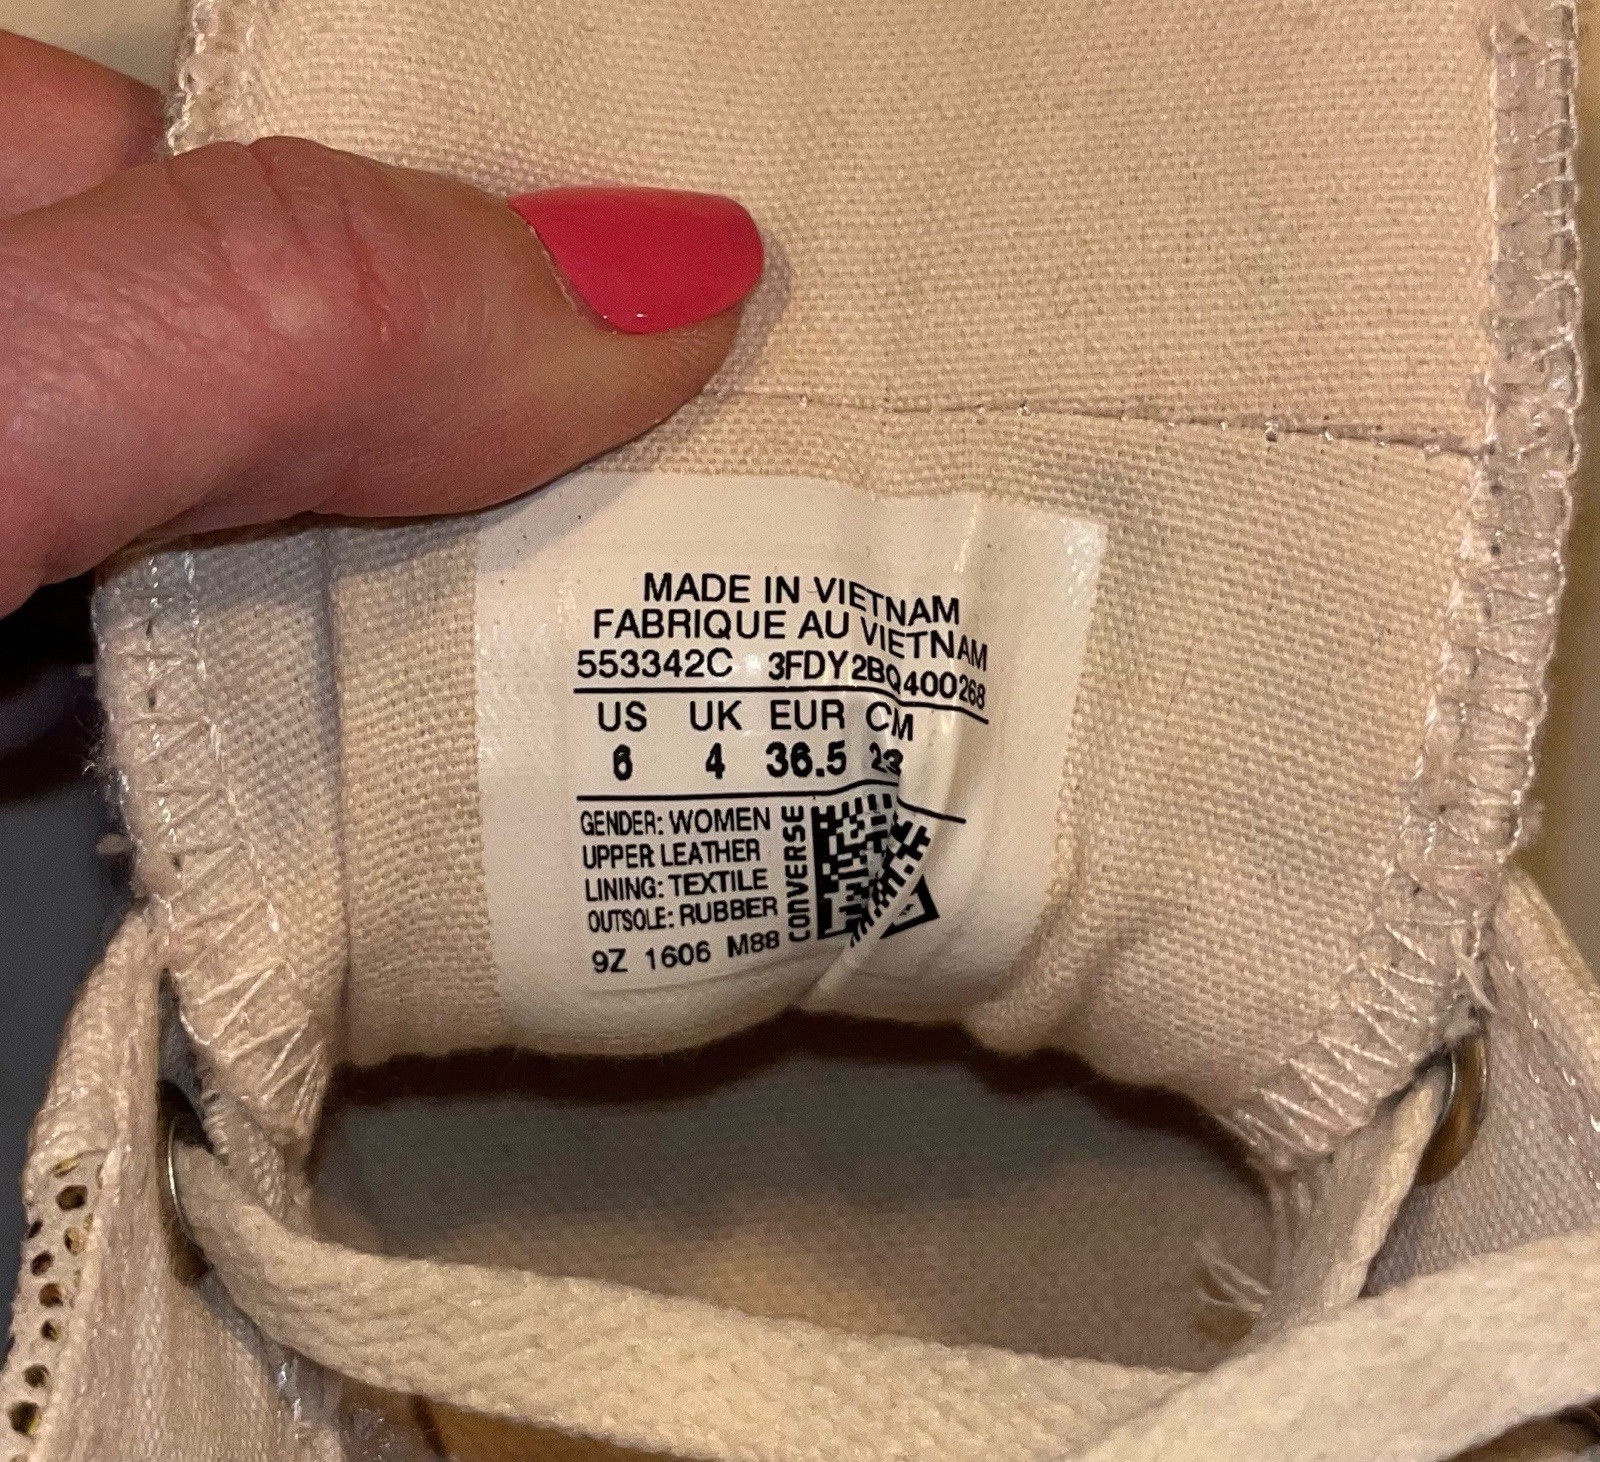 MADE IN VIETNAM
FABRIQUE AU VIETNAM
553342C 3FDY2BQ400268
US UK EUR CM
6 4 36.5 23
GENDER: WOMEN
UPPER: LEATHER
LINING: TEXTILE
OUTSOLE: RUBBER
9Z 1606 M88
CONVERSE